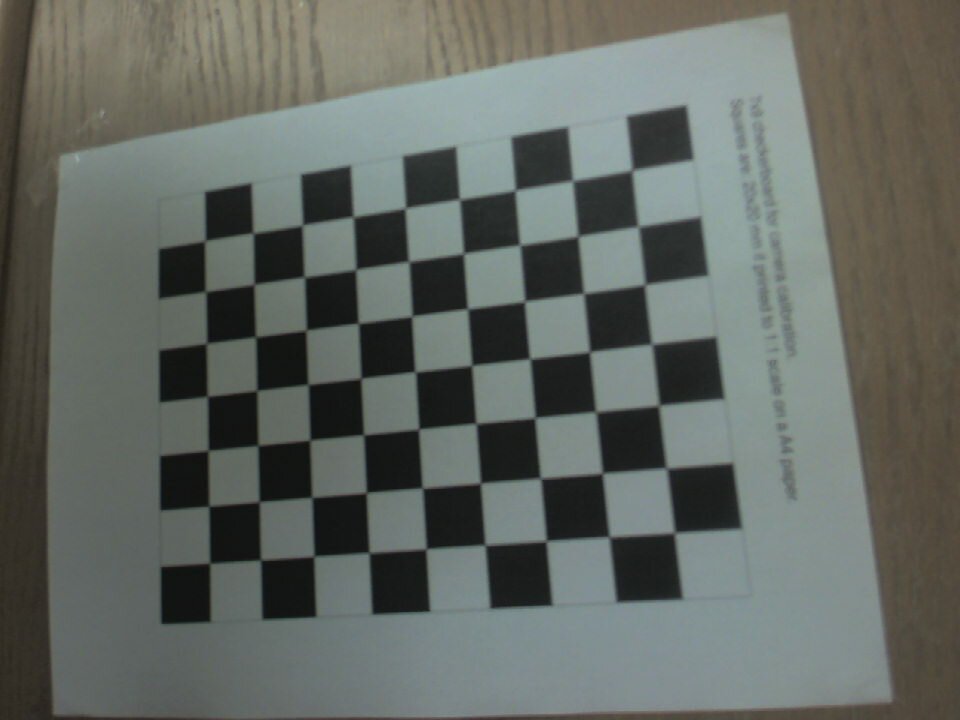 7x9 checkerboard for camera calibration.
Squares are 20x20 mm if printed to 1:1 scale on a A4 paper.